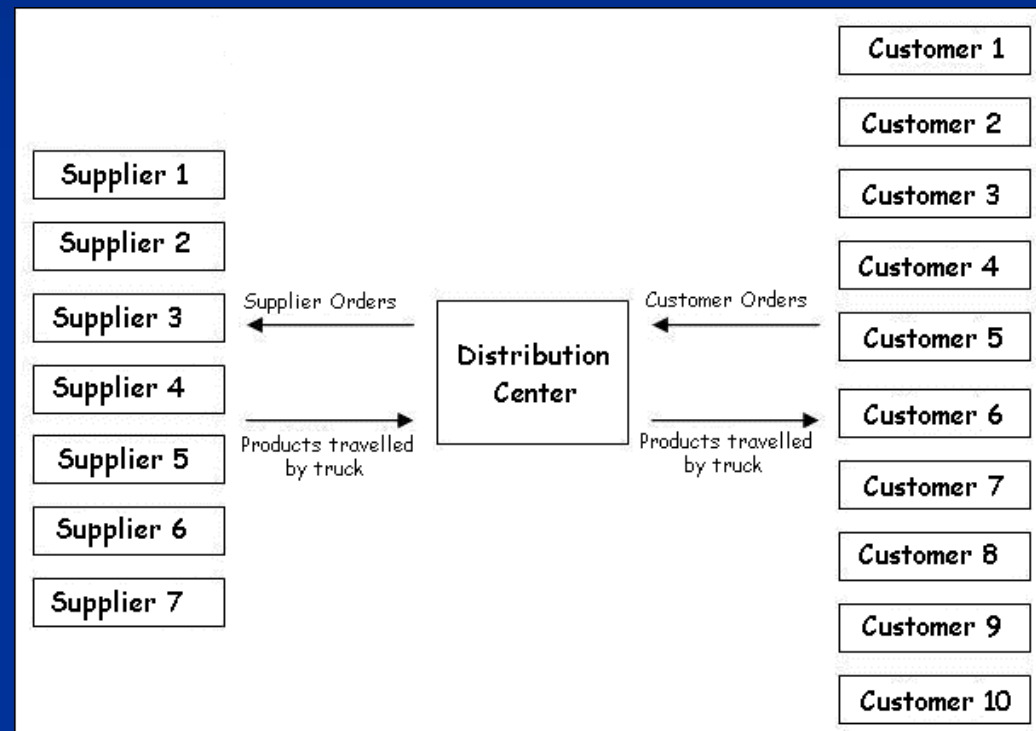 Supplier 1
Supplier 2
Supplier 3
Supplier 4
Supplier 5
Supplier 6
Supplier 7
Supplier Orders
Products travelled
by truck
Distribution
Center
Customer Orders
Products travelled
by truck
Customer 1
Customer 2
Customer 3
Customer 4
Customer 5
Customer 6
Customer 7
Customer 8
Customer 9
Customer 10